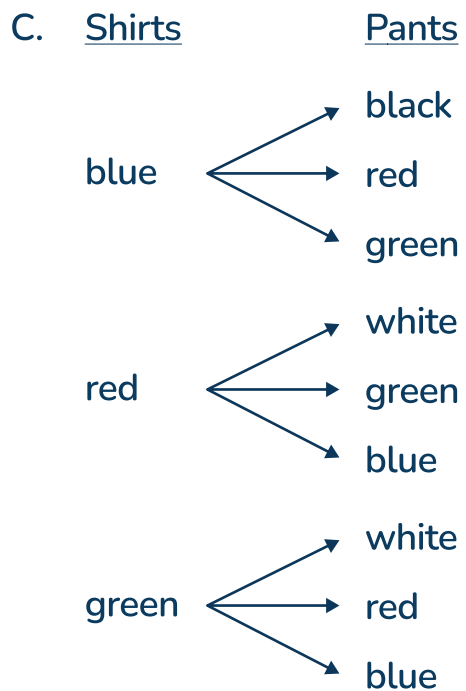 C. Shirts Pants
black
blue red
green
white
red green
blue
white
green red
blue